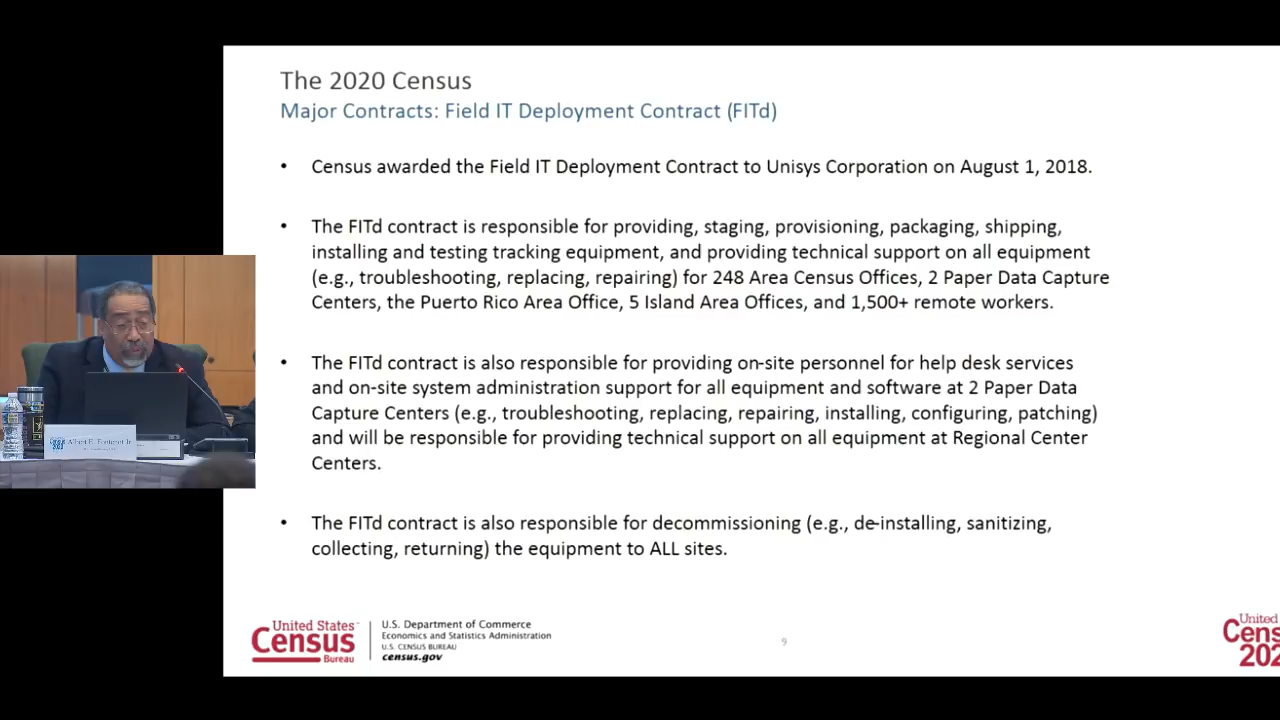 The 2020 Census
Major Contracts: Field IT Deployment Contract (FITd)
• Census awarded the Field IT Deployment Contract to Unisys Corporation on August 1, 2018.
• The FITd contract is responsible for providing, staging, provisioning, packaging, shipping,
installing and testing tracking equipment, and providing technical support on all equipment
(e.g., troubleshooting, replacing, repairing) for 248 Area Census Offices, 2 Paper Data Capture
Centers, the Puerto Rico Area Office, 5 Island Area Offices, and 1,500+ remote workers.
• The FITd contract is also responsible for providing on-site personnel for help desk services
and on-site system administration support for all equipment and software at 2 Paper Data
Capture Centers (e.g., troubleshooting, replacing, repairing, installing, configuring, patching)
and will be responsible for providing technical support on all equipment at Regional Center
Centers.
• The FITd contract is also responsible for decommissioning (e.g., de-installing, sanitizing,
collecting, returning) the equipment to ALL sites.
Albert E. Fontenot Jr.
United States
Census
Bureau
U.S. Department of Commerce
Economics and Statistics Administration
U.S. CENSUS BUREAU
census.gov
9
United
Cens
202